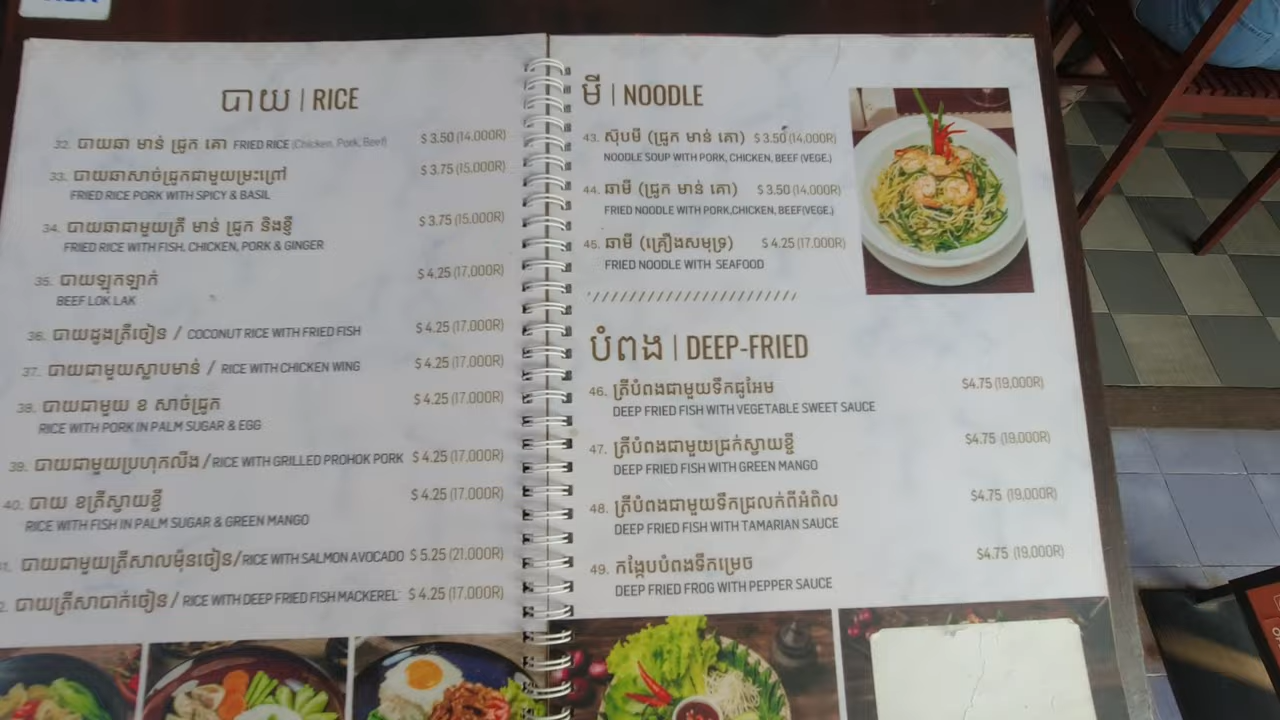 បាយ | RICE
32. បាយឆា មាន់ ជ្រូក គោ FRIED RICE (Chicken, Pork, Beef) $ 3.50 (14,000R)
33. បាយឆាសាច់ជ្រូកជាមួយម្រះព្រៅ $ 3.75 (15,000R)
FRIED RICE PORK WITH SPICY & BASIL
34. បាយឆាជាមួយត្រី មាន់ ជ្រូក និងខ្ញី $ 3.75 (15,000R)
FRIED RICE WITH FISH, CHICKEN, PORK & GINGER
35. បាយឡុកឡាក់ $ 4.25 (17,000R)
BEEF LOK LAK
36. បាយដូងត្រីចៀន / COCONUT RICE WITH FRIED FISH $ 4.25 (17.000R)
37. បាយជាមួយស្លាបមាន់ / RICE WITH CHICKEN WING $ 4.25 (17.000R)
38. បាយជាមួយ ខ សាច់ជ្រូក $ 4.25 (17.000R)
RICE WITH PORK IN PALM SUGAR & EGG
39. បាយជាមួយប្រហុកលីង / RICE WITH GRILLED PROHOK PORK $ 4.25 (17.000R)
40. បាយ ខត្រីស្វាយខ្ចី $ 4.25 (17.000R)
RICE WITH FISH IN PALM SUGAR & GREEN MANGO
1. បាយជាមួយត្រីសាលម៉ុនចៀន/ RICE WITH SALMON AVOCADO $ 5.25 (21.000R)
2. បាយត្រីសាបាក់ចៀន / RICE WITH DEEP FRIED FISH MACKEREL $ 4.25 (17.000R)
មី | NOODLE
43. ស៊ុបមី (ជ្រូក មាន់ គោ) $ 3.50 (14,000R)
NOODLE SOUP WITH PORK, CHICKEN, BEEF (VEGE.)
44. ឆាមី (ជ្រូក មាន់ គោ) $ 3.50 (14.000R)
FRIED NOODLE WITH PORK,CHICKEN, BEEF(VEGE.)
45. ឆាមី (គ្រឿងសមុទ្រ) $ 4.25 (17.000R)
FRIED NOODLE WITH SEAFOOD
បំពង | DEEP-FRIED
46. ត្រីបំពងជាមួយទឹកជូអែម $4.75 (19,000R)
DEEP FRIED FISH WITH VEGETABLE SWEET SAUCE
47. ត្រីបំពងជាមួយជ្រក់ស្វាយខ្ចី $4.75 (19,000R)
DEEP FRIED FISH WITH GREEN MANGO
48. ត្រីបំពងជាមួយទឹកជ្រលក់ពីអំពិល $4.75 (19,000R)
DEEP FRIED FISH WITH TAMARIAN SAUCE
49. កង្កែបបំពងទឹកម្រេច $4.75 (19,000R)
DEEP FRIED FROG WITH PEPPER SAUCE